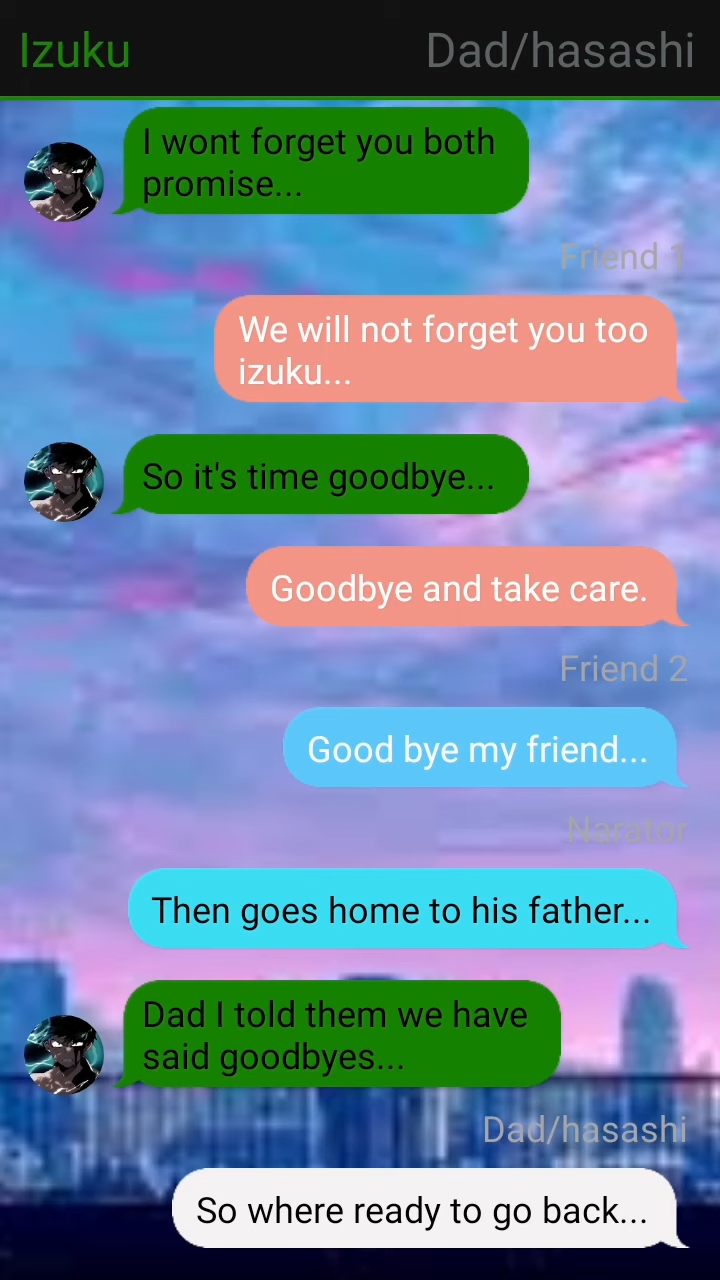 Izuku
Dad/hasashi
I wont forget you both
promise...
Friend 1
We will not forget you too
izuku...
So it's time goodbye...
Goodbye and take care.
Friend 2
Good bye my friend...
Narator
Then goes home to his father...
Dad I told them we have
said goodbyes...
Dad/hasashi
So where ready to go back...